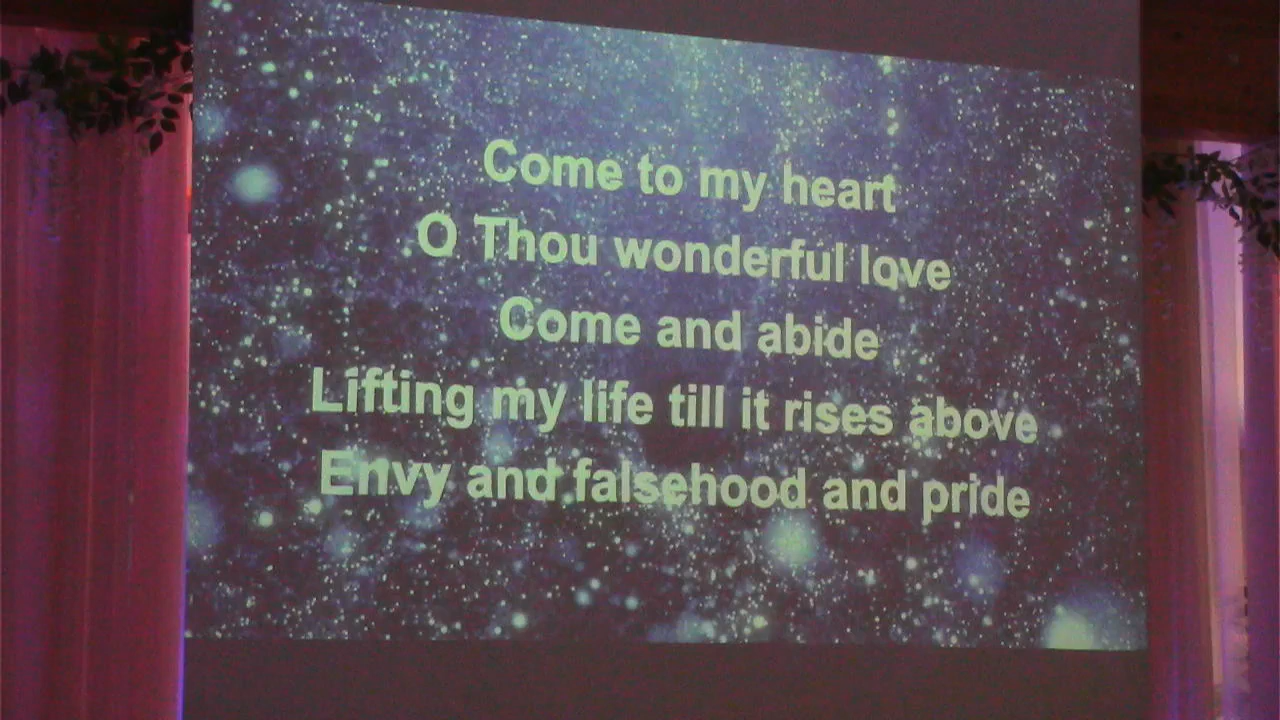 Come to my heart
O Thou wonderful love
Come and abide
Lifting my life till it rises above
Envy and falsehood and pride